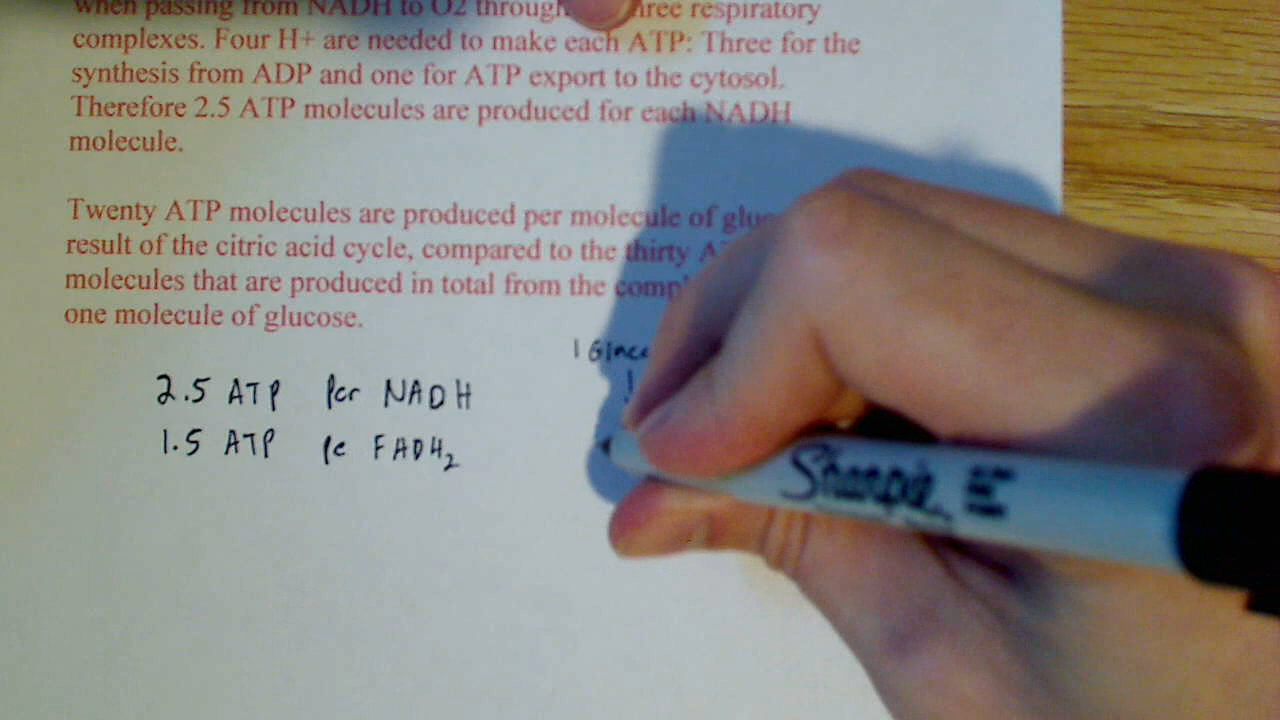 when passing from NADH to O2 through three respiratory
complexes. Four H+ are needed to make each ATP: Three for the
synthesis from ADP and one for ATP export to the cytosol.
Therefore 2.5 ATP molecules are produced for each NADH
molecule.
Twenty ATP molecules are produced per molecule of
result of the citric acid cycle, compared to the thirty
molecules that are produced in total from the
one molecule of glucose.
1
2.5 ATP Per NADH
1.5 ATP Pe FADH2
Sharpie